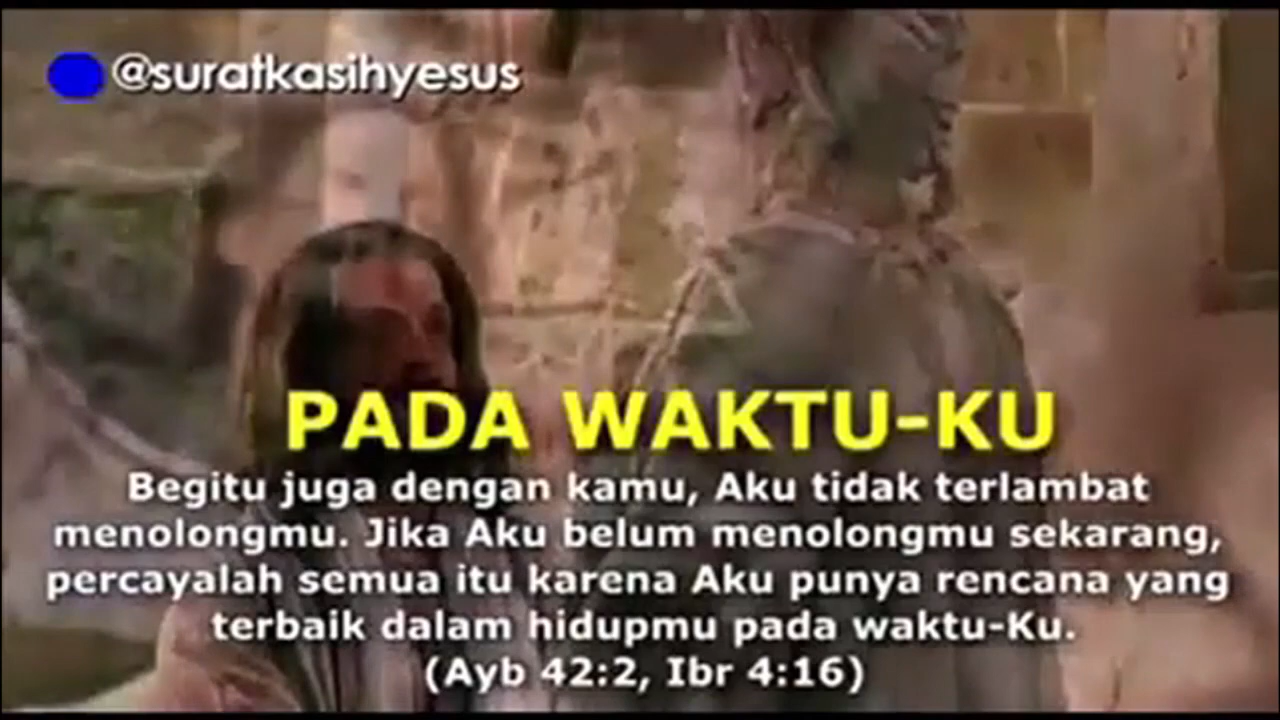 @suratkasihyesus
PADA WAKTU-KU
Begitu juga dengan kamu, Aku tidak terlambat
menolongmu. Jika Aku belum menolongmu sekarang,
percayalah semua itu karena Aku punya rencana yang
terbaik dalam hidupmu pada waktu-Ku.
(Ayb 42:2, Ibr 4:16)